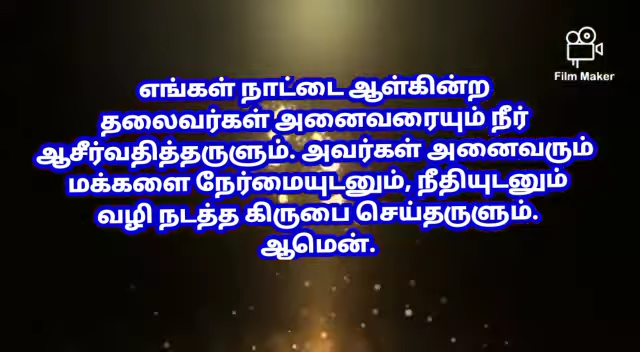 Film Maker
எங்கள் நாட்டை ஆள்கின்ற
தலைவர்கள் அனைவரையும் நீர்
ஆசீர்வதித்தருளும். அவர்கள் அனைவரும்
மக்களை நேர்மையுடனும், நீதியுடனும்
வழி நடத்த கிருபை செய்தருளும்.
ஆமென்.